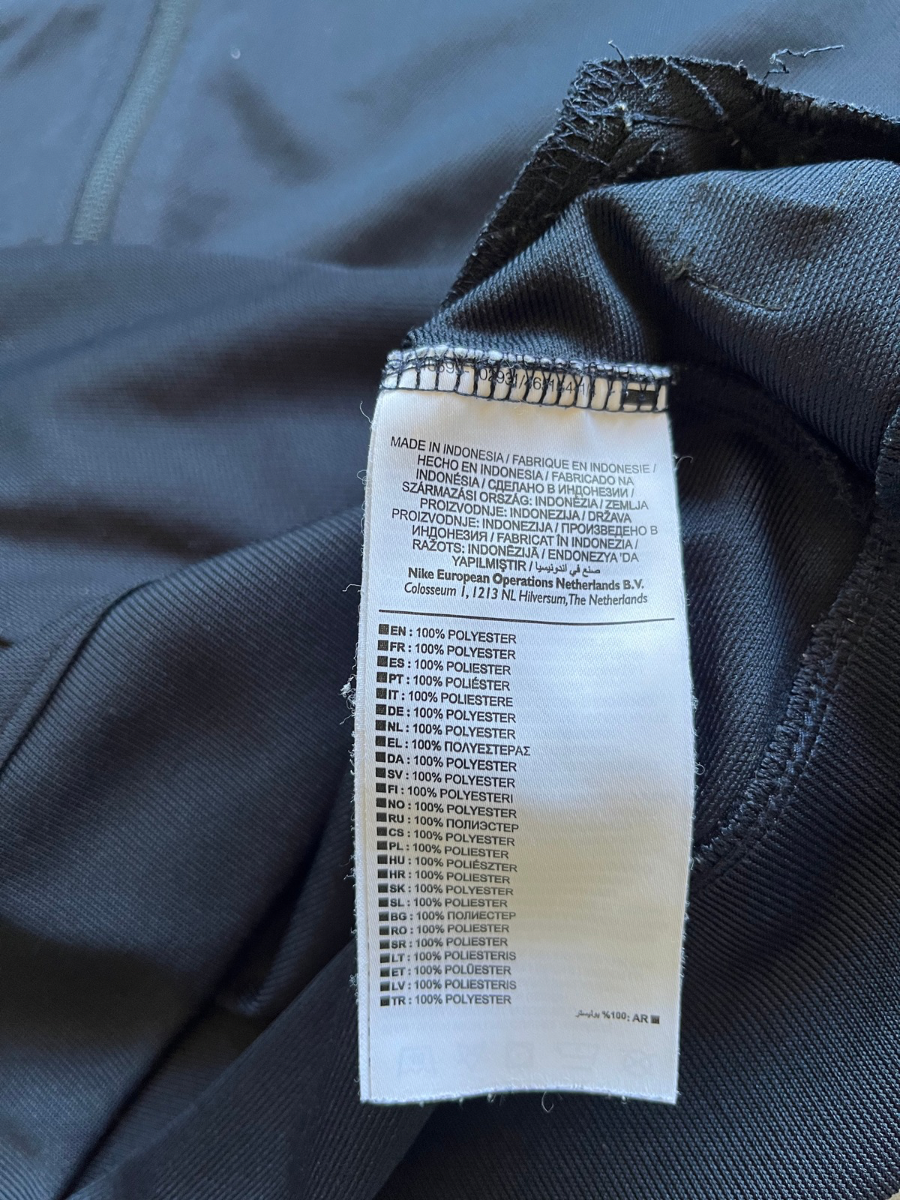 MADE IN INDONESIA / FABRIQUE EN INDONESIE /
HECHO EN INDONESIA / FABRICADO NA
INDONÉSIA / СДЕЛАНО В ИНДОНЕЗИИ /
SZÁRMAZÁSI ORSZÁG: INDONÉZIA / ZEMLJA
PROIZVODNJE: INDONEZIJA / DRŽAVA
PROIZVODNJE: INDONEZIJA / ПРОИЗВЕДЕНО В
ИНДОНЕЗИЯ / FABRICAT ÎN INDONEZIA /
RAŽOTS: INDONĒZIJĀ / ENDONEZYA 'DA
YAPILMIŞTIR / صنع في أندونيسيا
Nike European Operations Netherlands B.V.
Colosseum 1, 1213 NL Hilversum, The Netherlands
EN : 100% POLYESTER
FR : 100% POLYESTER
ES : 100% POLIESTER
PT : 100% POLIÉSTER
IT : 100% POLIESTERE
DE : 100% POLYESTER
NL : 100% POLYESTER
EL : 100% ΠΟΛΥΕΣΤΕΡΑΣ
DA : 100% POLYESTER
SV : 100% POLYESTER
FI : 100% POLYESTERI
NO : 100% POLYESTER
RU : 100% ПОЛИЭСТЕР
CS : 100% POLYESTER
PL : 100% POLIESTER
HU : 100% POLIÉSZTER
HR : 100% POLIESTER
SK : 100% POLYESTER
SL : 100% POLIESTER
BG : 100% ПОЛИЕСТЕР
RO : 100% POLIESTER
SR : 100% POLIESTER
LT : 100% POLIESTERIS
ET : 100% POLÜESTER
LV : 100% POLIESTERIS
TR : 100% POLYESTER
AR :100% بوليستر